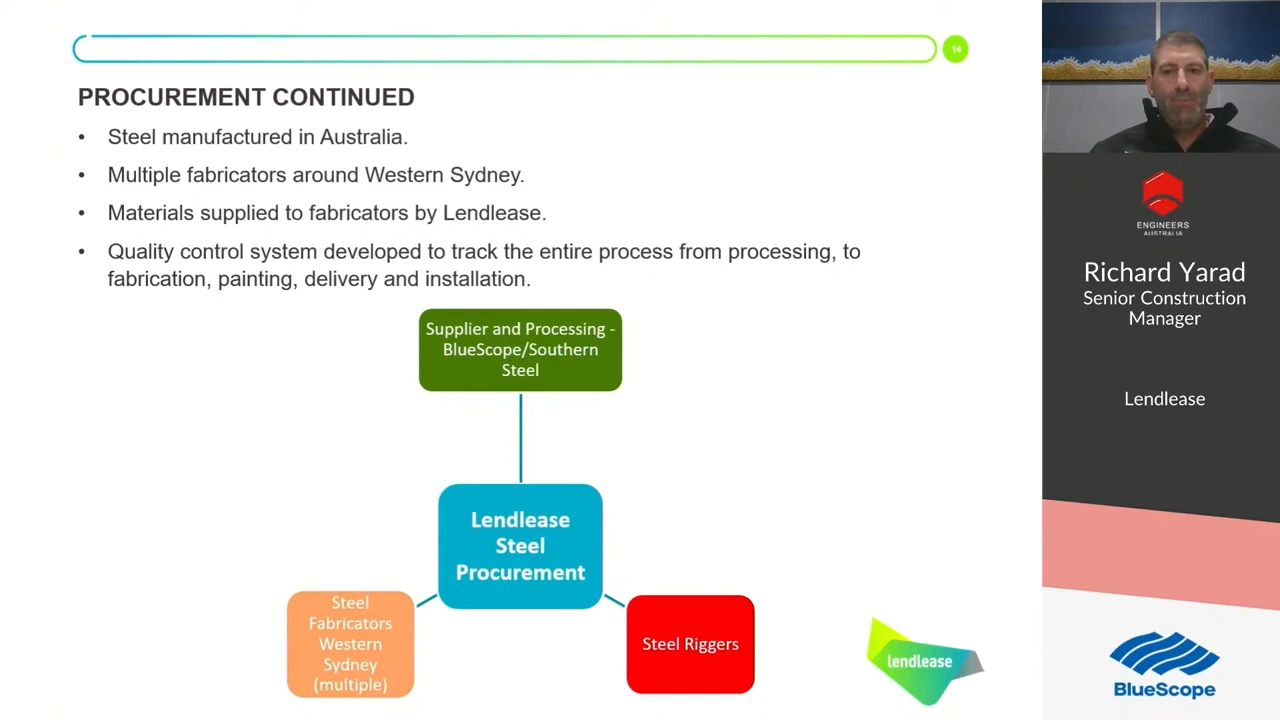 14
PROCUREMENT CONTINUED
• Steel manufactured in Australia.
• Multiple fabricators around Western Sydney.
• Materials supplied to fabricators by Lendlease.
• Quality control system developed to track the entire process from processing, to
fabrication, painting, delivery and installation.
Supplier and Processing -
BlueScope/Southern
Steel
Lendlease
Steel
Procurement
Steel
Fabricators
Western
Sydney
(multiple)
Steel Riggers
lendlease
ENGINEERS
AUSTRALIA
Richard Yarad
Senior Construction
Manager
Lendlease
BlueScope